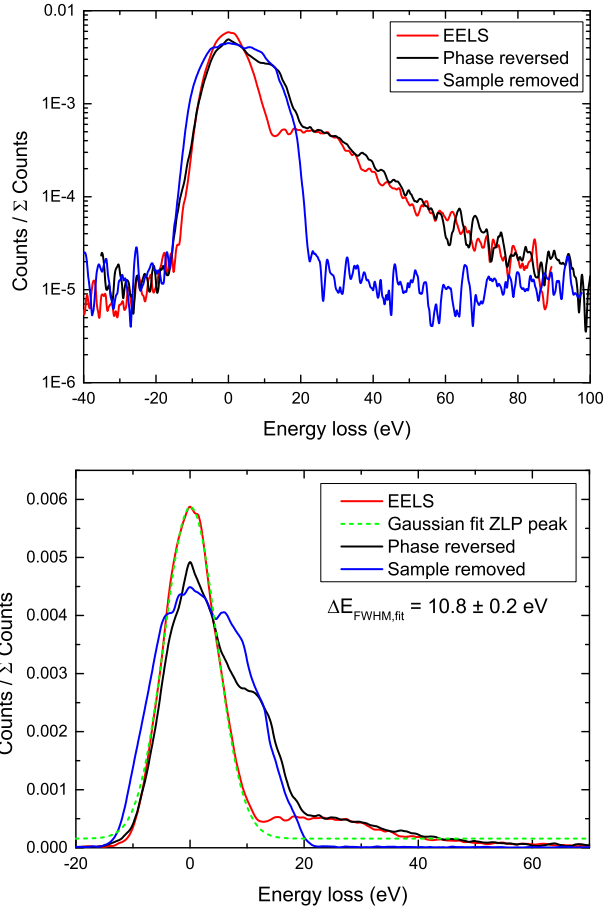 0.01
1E-3
1E-4
1E-5
1E-6
Counts / Σ Counts
EELS
Phase reversed
Sample removed
-40 -20 0 20 40 60 80 100
Energy loss (eV)
0.006
0.005
0.004
0.003
0.002
0.001
0.000
Counts / Σ Counts
EELS
Gaussian fit ZLP peak
Phase reversed
Sample removed
ΔE_FWHM,fit = 10.8 ± 0.2 eV
-20 0 20 40 60
Energy loss (eV)